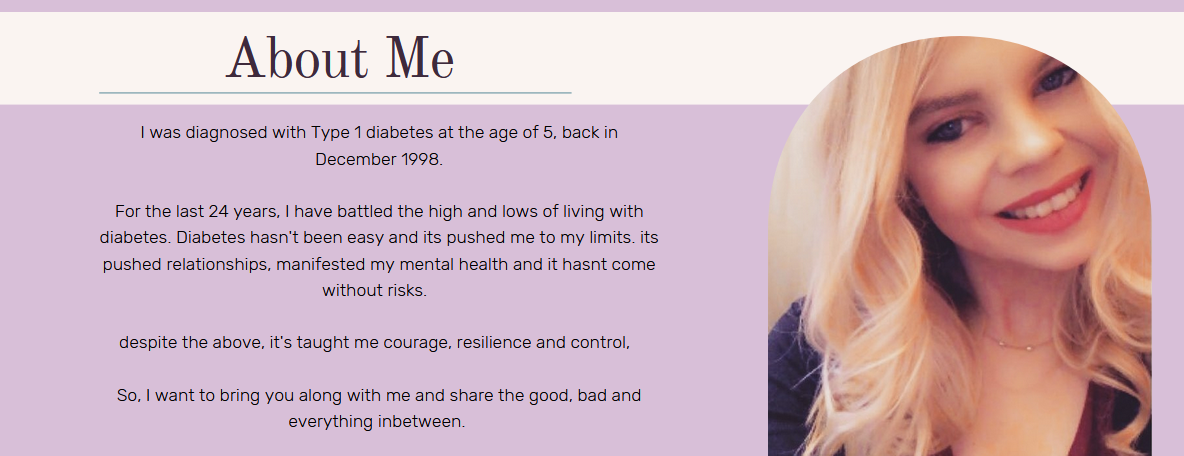 About Me
I was diagnosed with Type 1 diabetes at the age of 5, back in
December 1998.
For the last 24 years, I have battled the high and lows of living with
diabetes. Diabetes hasn't been easy and its pushed me to my limits. its
pushed relationships, manifested my mental health and it hasnt come
without risks.
despite the above, it's taught me courage, resilience and control,
So, I want to bring you along with me and share the good, bad and
everything inbetween.